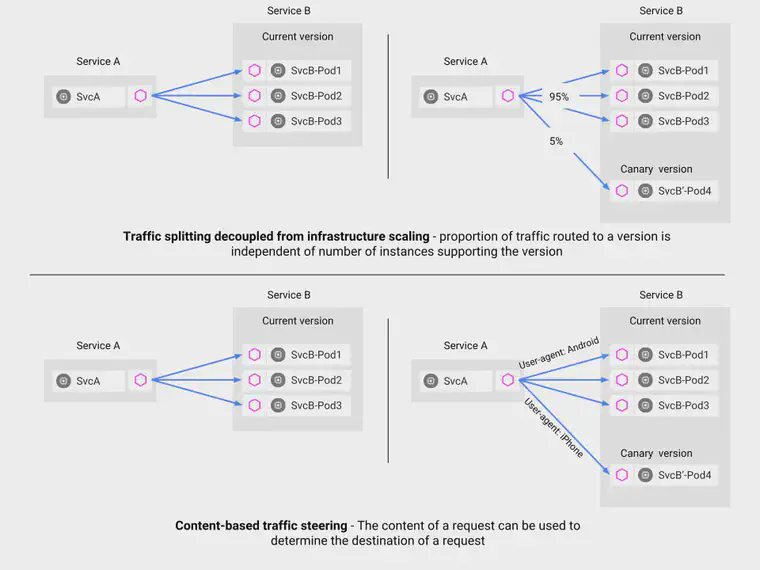 Service B
Current version
Service A
SvcA
SvcB-Pod1
SvcB-Pod2
SvcB-Pod3
Service B
Current version
Service A
SvcA
95%
5%
SvcB-Pod1
SvcB-Pod2
SvcB-Pod3
Canary version
SvcB'-Pod4
Traffic splitting decoupled from infrastructure scaling - proportion of traffic routed to a version is
independent of number of instances supporting the version
Service B
Current version
Service A
SvcA
SvcB-Pod1
SvcB-Pod2
SvcB-Pod3
Service B
Current version
Service A
SvcA
User-agent: Android
User-agent: iPhone
SvcB-Pod1
SvcB-Pod2
SvcB-Pod3
Canary version
SvcB'-Pod4
Content-based traffic steering - The content of a request can be used to
determine the destination of a request